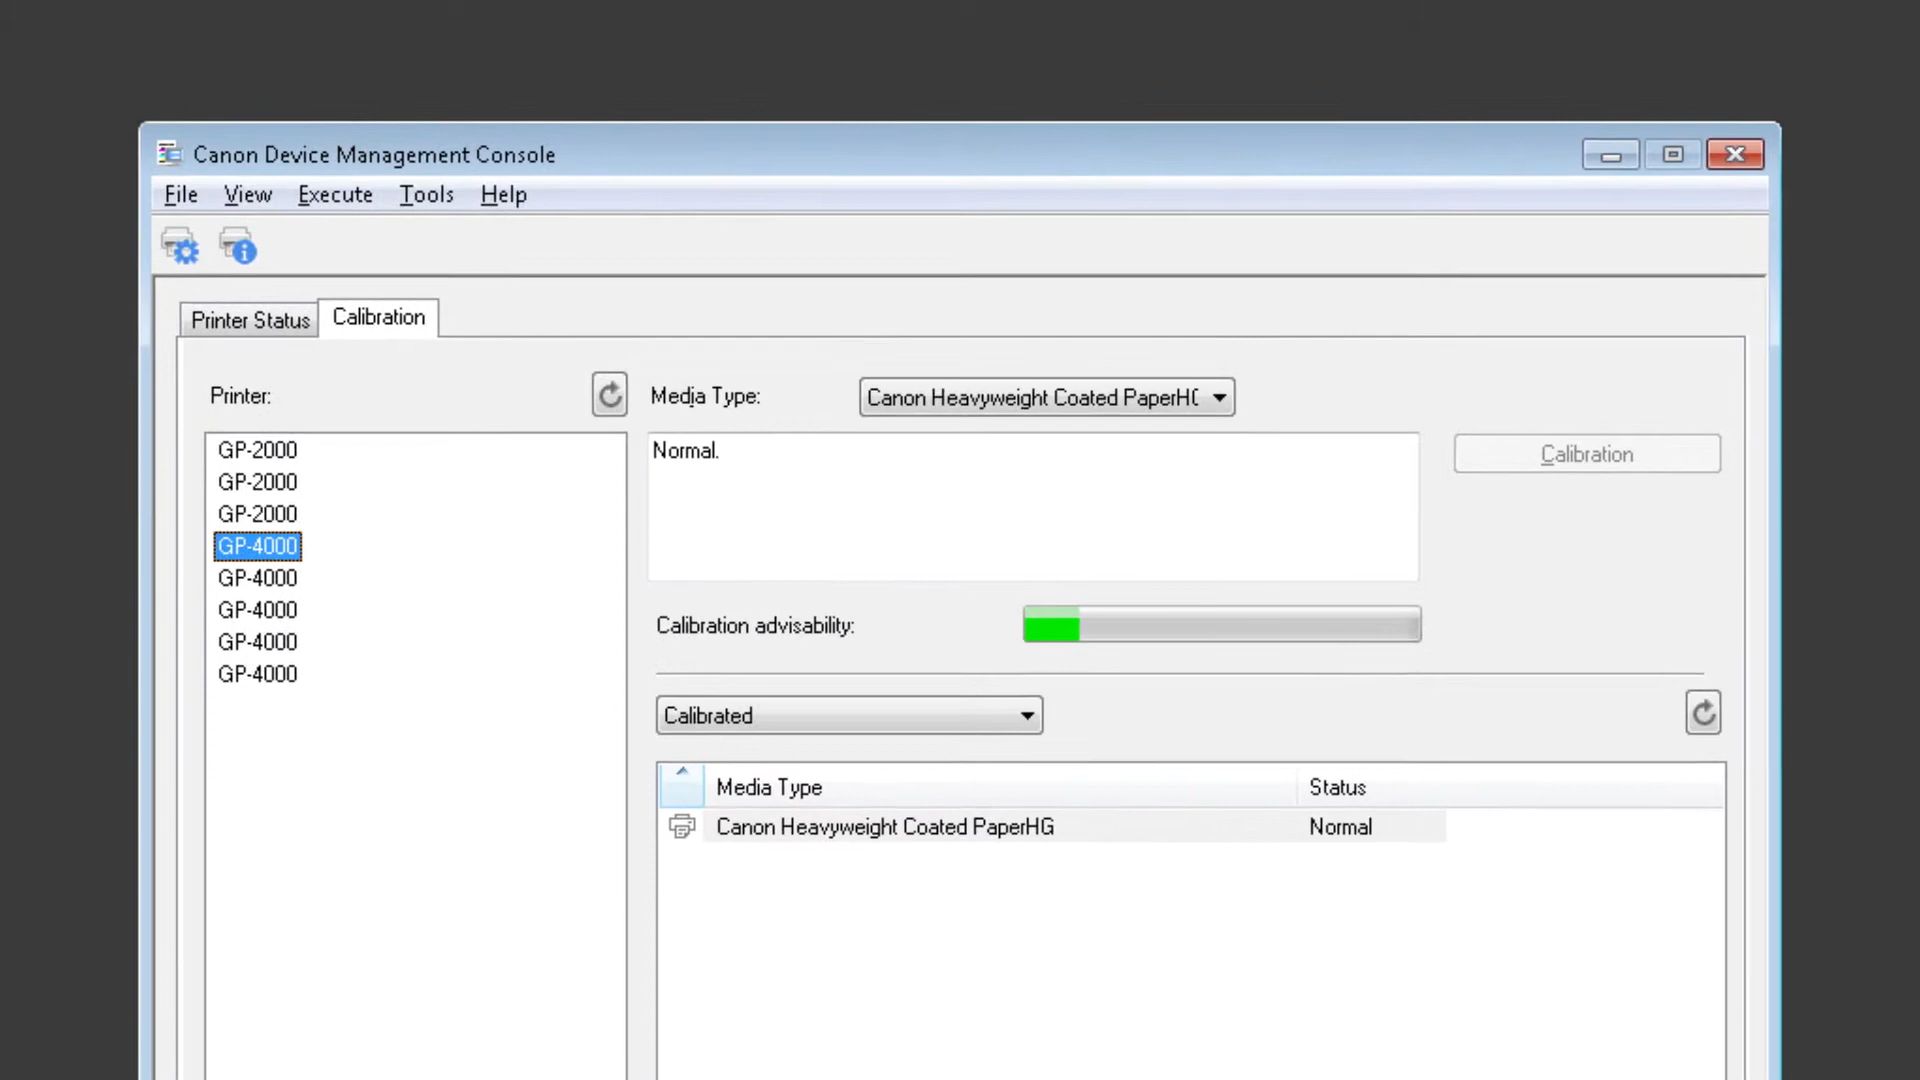 Canon Device Management Console
File View Execute Tools Help
Printer Status Calibration
Printer:
GP-2000
GP-2000
GP-2000
GP-4000
GP-4000
GP-4000
GP-4000
GP-4000
Media Type: Canon Heavyweight Coated PaperHG
Normal.
Calibration
Calibration advisability:
Calibrated
Media Type Status
Canon Heavyweight Coated PaperHG Normal